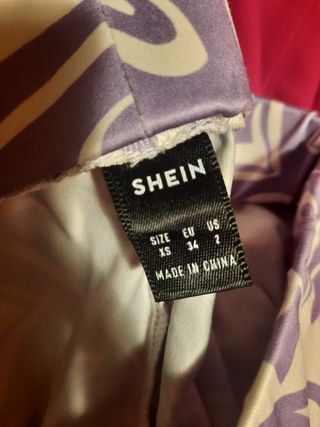 SHEIN
SIZE EU US
XS 34 2
MADE IN CHINA